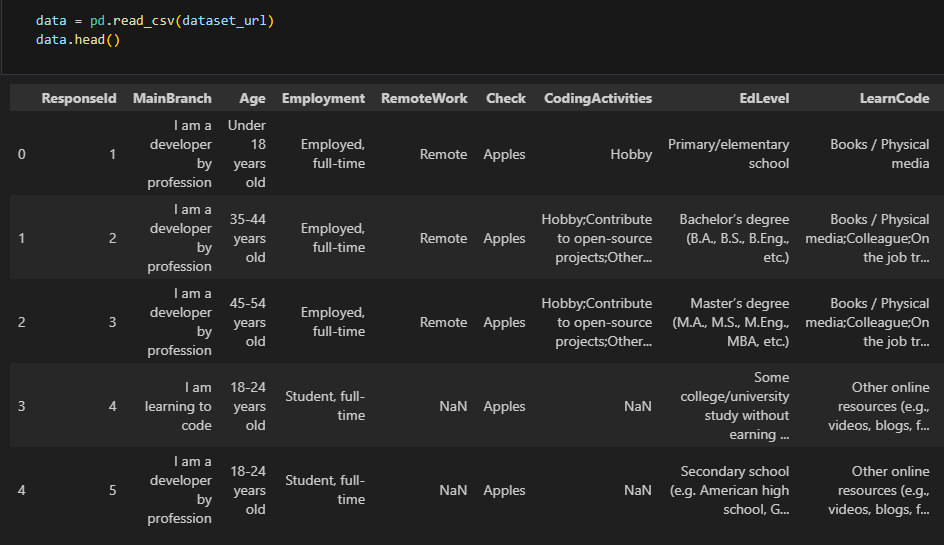 data = pd.read_csv(dataset_url)
data.head()
ResponseId MainBranch Age Employment RemoteWork Check CodingActivities EdLevel LearnCode
0 1 I am a developer by profession Under 18 years old Employed, full-time Remote Apples Hobby Primary/elementary school Books / Physical media
1 2 I am a developer by profession 35-44 years old Employed, full-time Remote Apples Hobby;Contribute to open-source projects;Other... Bachelor’s degree (B.A., B.S., B.Eng., etc.) Books / Physical media;Colleague;On the job tr...
2 3 I am a developer by profession 45-54 years old Employed, full-time Remote Apples Hobby;Contribute to open-source projects;Other... Master’s degree (M.A., M.S., M.Eng., MBA, etc.) Books / Physical media;Colleague;On the job tr...
3 4 I am learning to code 18-24 years old Student, full-time NaN Apples NaN Some college/university study without earning ... Other online resources (e.g., videos, blogs, f...
4 5 I am a developer by profession 18-24 years old Student, full-time NaN Apples NaN Secondary school (e.g. American high school, G... Other online resources (e.g., videos, blogs, f...